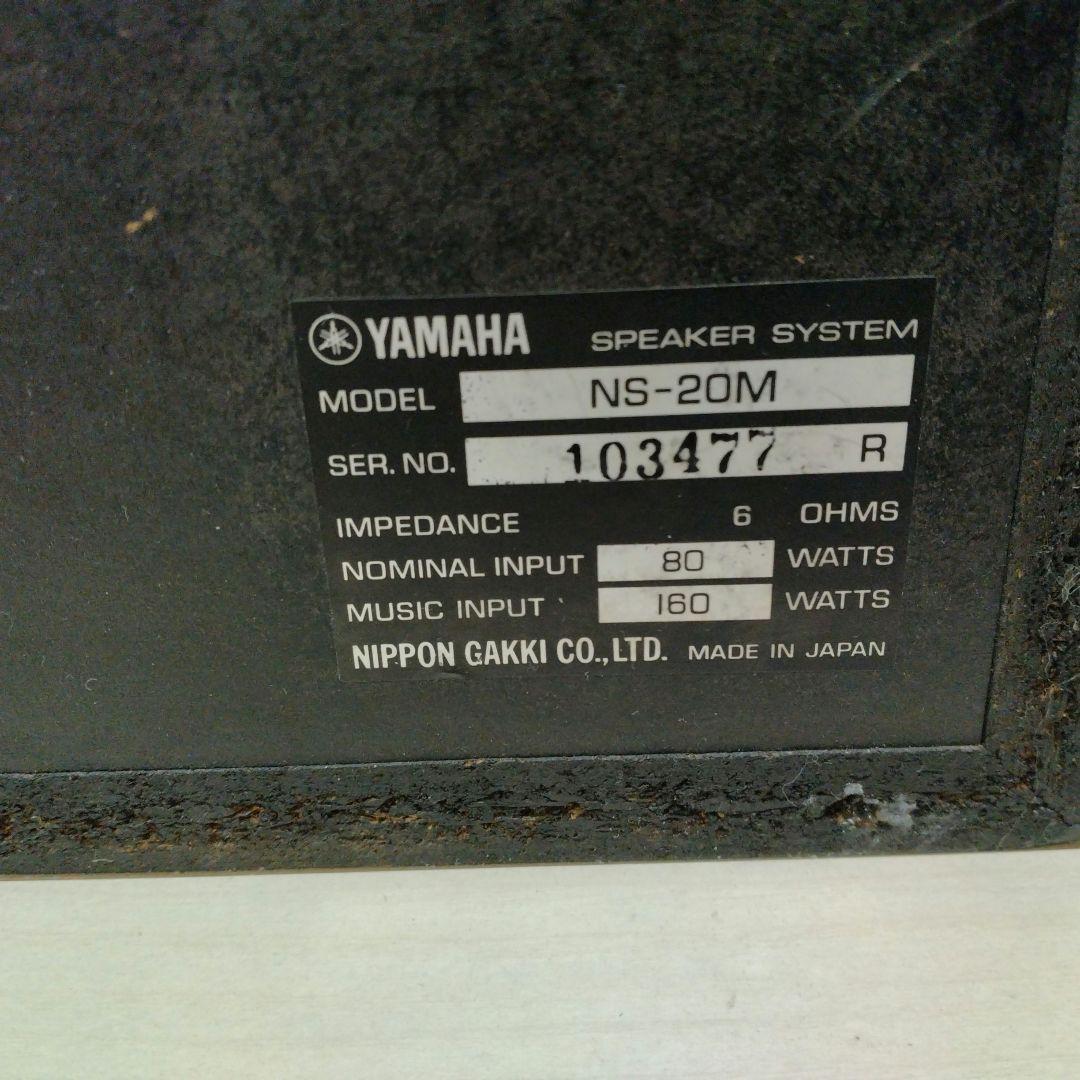 YAMAHA SPEAKER SYSTEM
MODEL NS-20M
SER. NO. 103477 R
IMPEDANCE 6 OHMS
NOMINAL INPUT 80 WATTS
MUSIC INPUT 160 WATTS
NIPPON GAKKI CO., LTD. MADE IN JAPAN